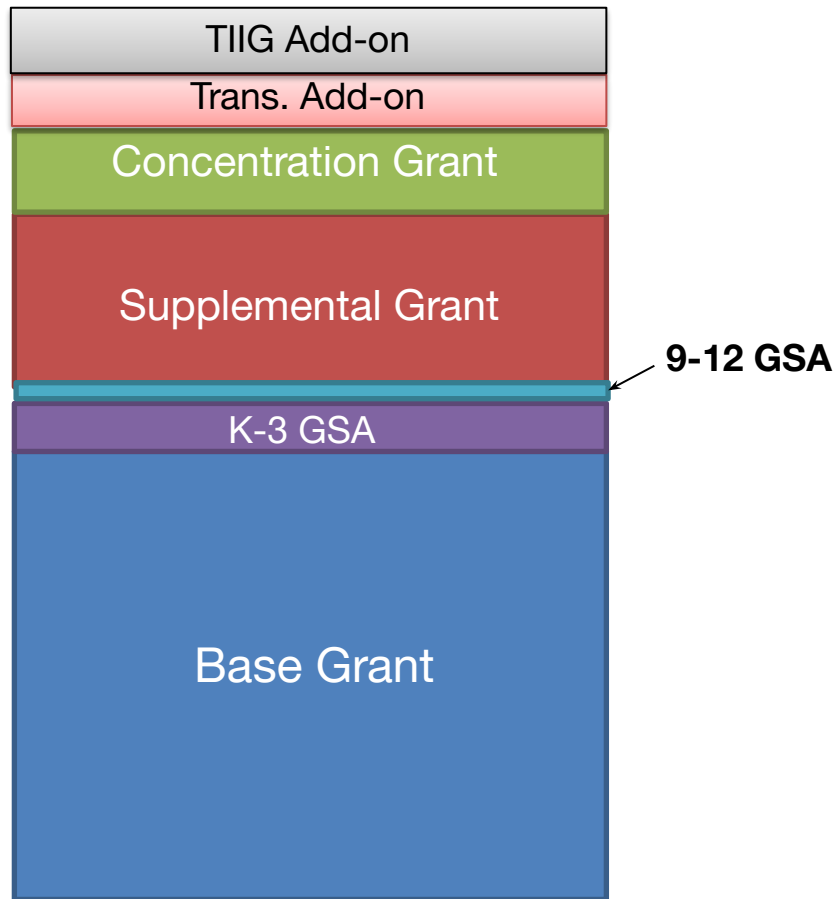 TIIG Add-on
Trans. Add-on
Concentration Grant
Supplemental Grant
9-12 GSA
K-3 GSA
Base Grant